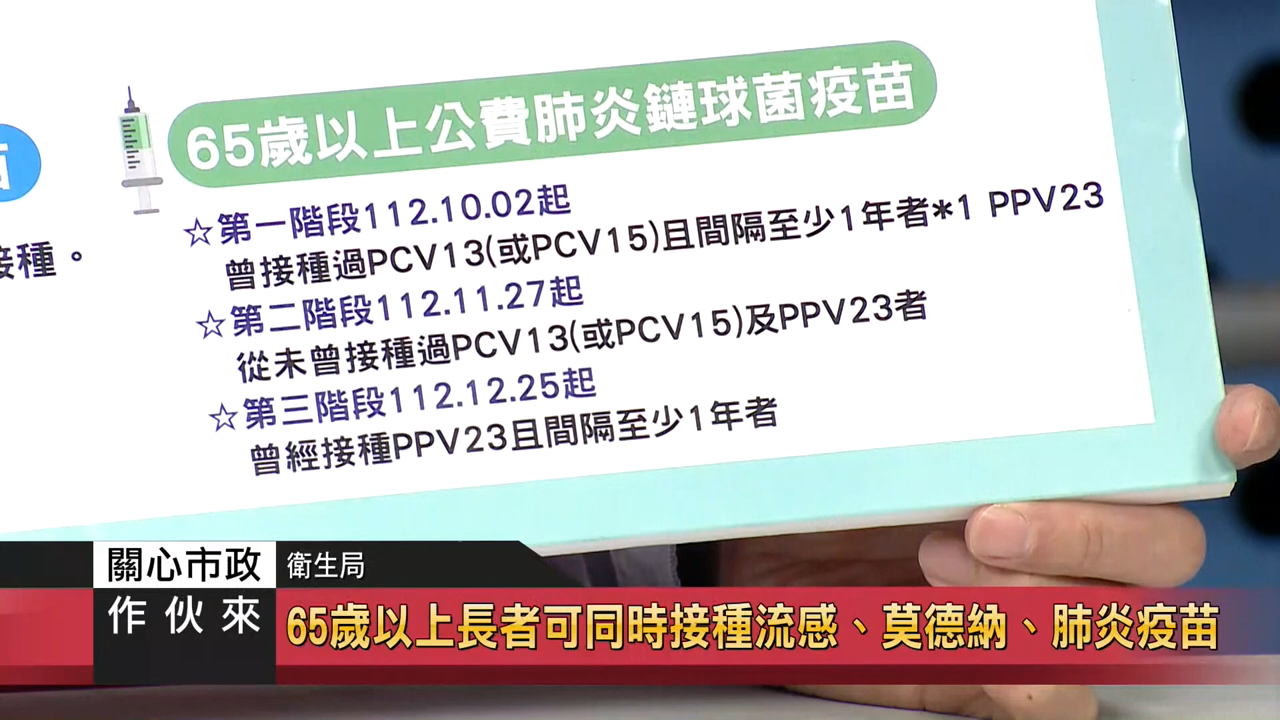 苗
65歲以上公費肺炎鏈球菌疫苗
☆第一階段112.10.02起
曾接種過PCV13(或PCV15)且間隔至少1年者*1 PPV23
接種。
☆第二階段112.11.27起
從未曾接種過PCV13(或PCV15)及PPV23者
☆第三階段112.12.25起
曾經接種PPV23且間隔至少1年者
關心市政
衛生局
作伙來
65歲以上長者可同時接種流感、莫德納、肺炎疫苗